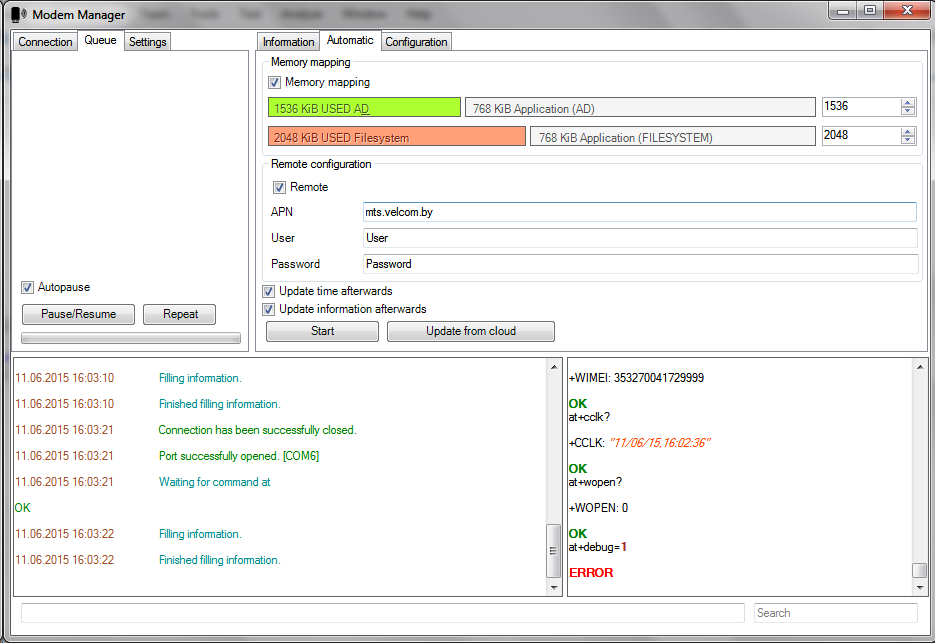 Modem Manager
Connection Queue Settings
Information Automatic Configuration
Memory mapping
Memory mapping
1536 KiB USED AD 768 KiB Application (AD) 1536
2048 KiB USED Filesystem 768 KiB Application (FILESYSTEM) 2048
Remote configuration
Remote
APN mts.velcom.by
User User
Password Password
Autopause
Pause/Resume Repeat
Update time afterwards
Update information afterwards
Start Update from cloud
11.06.2015 16:03:10 Filling information.
11.06.2015 16:03:10 Finished filling information.
11.06.2015 16:03:21 Connection has been successfully closed.
11.06.2015 16:03:21 Port successfully opened. [COM6]
11.06.2015 16:03:21 Waiting for command at
OK
11.06.2015 16:03:22 Filling information.
11.06.2015 16:03:22 Finished filling information.
+WIMEI: 353270041729999
OK
at+cclk?
+CCLK: "11/06/15,16:02:36"
OK
at+wopen?
+WOPEN: 0
OK
at+debug=1
ERROR
Search